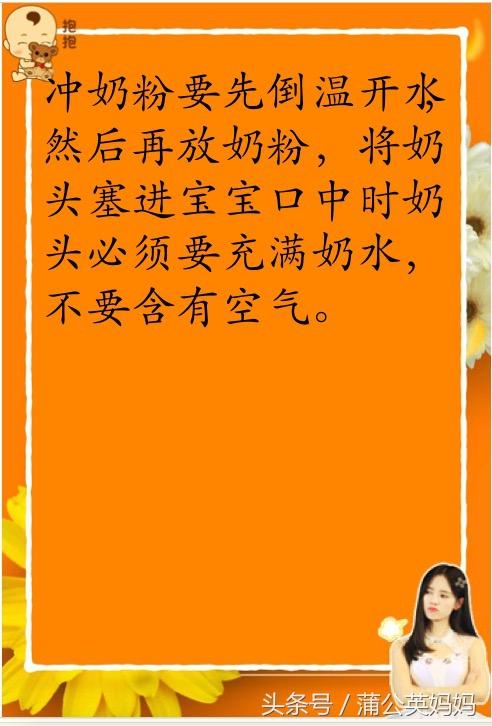 抱抱
冲奶粉要先倒温开水,
然后再放奶粉，将奶
头塞进宝宝口中时奶
头必须要充满奶水，
不要含有空气。
头条号 / 蒲公英妈妈